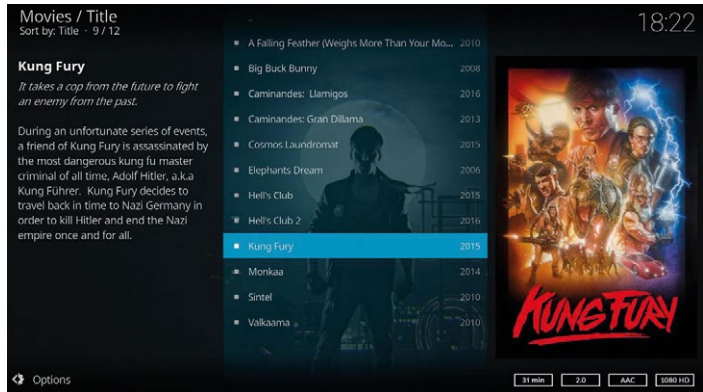 Movies / Title
Sort by: Title · 9 / 12
18:22
Kung Fury
It takes a cop from the future to fight
an enemy from the past.
During an unfortunate series of events,
a friend of Kung Fury is assassinated by
the most dangerous kung fu master
criminal of all time, Adolf Hitler, a.k.a
Kung Führer. Kung Fury decides to
travel back in time to Nazi Germany in
order to kill Hitler and end the Nazi
empire once and for all.
..
A Falling Feather (Weighs More Than Your Mo... 2010
Big Buck Bunny 2008
Caminandes: Llamigos 2016
Caminandes: Gran Dillama 2013
Cosmos Laundromat 2015
Elephants Dream 2006
Hell's Club 2015
Hell's Club 2 2016
Kung Fury 2015
Monkaa 2014
Sintel 2010
Valkaama 2010
KUNG FURY
Options
31 min 2.0 AAC 1080 HD